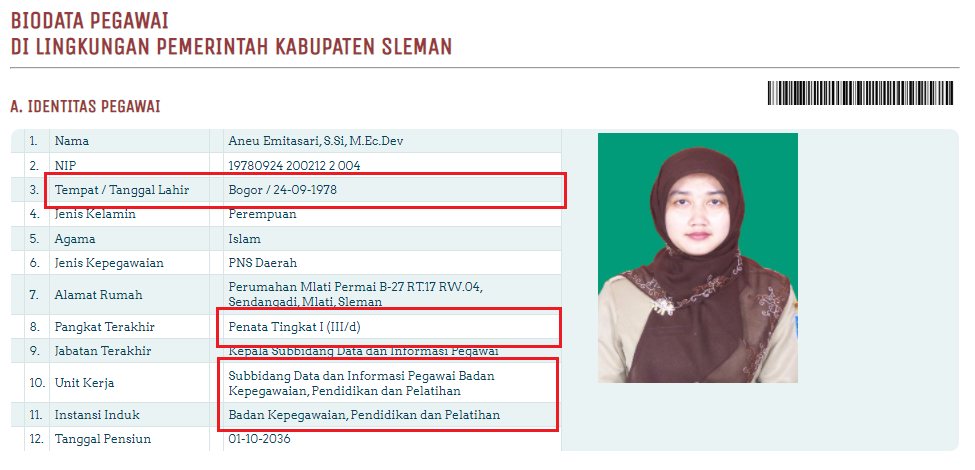 BIODATA PEGAWAI
DI LINGKUNGAN PEMERINTAH KABUPATEN SLEMAN
A. IDENTITAS PEGAWAI
1. Nama Aneu Emitasari, S.Si, M.Ec.Dev
2. NIP 19780924 200212 2 004
3. Tempat / Tanggal Lahir Bogor / 24-09-1978
4. Jenis Kelamin Perempuan
5. Agama Islam
6. Jenis Kepegawaian PNS Daerah
7. Alamat Rumah Perumahan Mlati Permai B-27 RT.17 RW.04,
Sendangadi, Mlati, Sleman
8. Pangkat Terakhir Penata Tingkat I (III/d)
9. Jabatan Terakhir Kepala Subbidang Data dan Informasi Pegawai
10. Unit Kerja Subbidang Data dan Informasi Pegawai Badan
Kepegawaian, Pendidikan dan Pelatihan
11. Instansi Induk Badan Kepegawaian, Pendidikan dan Pelatihan
12. Tanggal Pensiun 01-10-2036